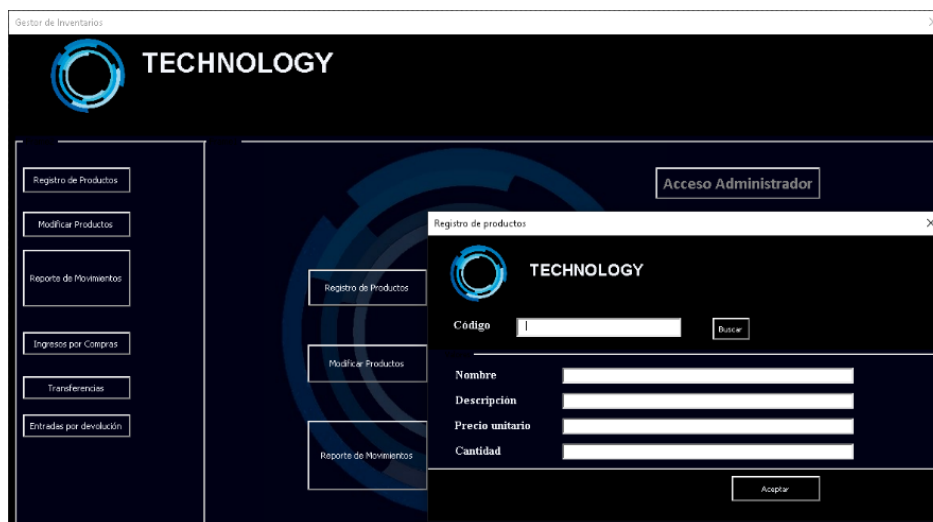 Gestor de Inventarios
TECHNOLOGY
Registro de Productos
Modificar Productos
Reporte de Movimientos
Ingresos por Compras
Transferencias
Entradas por devolución
Acceso Administrador
Registro de Productos
Modificar Productos
Reporte de Movimientos
Registro de productos
TECHNOLOGY
Código
Buscar
Nombre
Descripción
Precio unitario
Cantidad
Aceptar